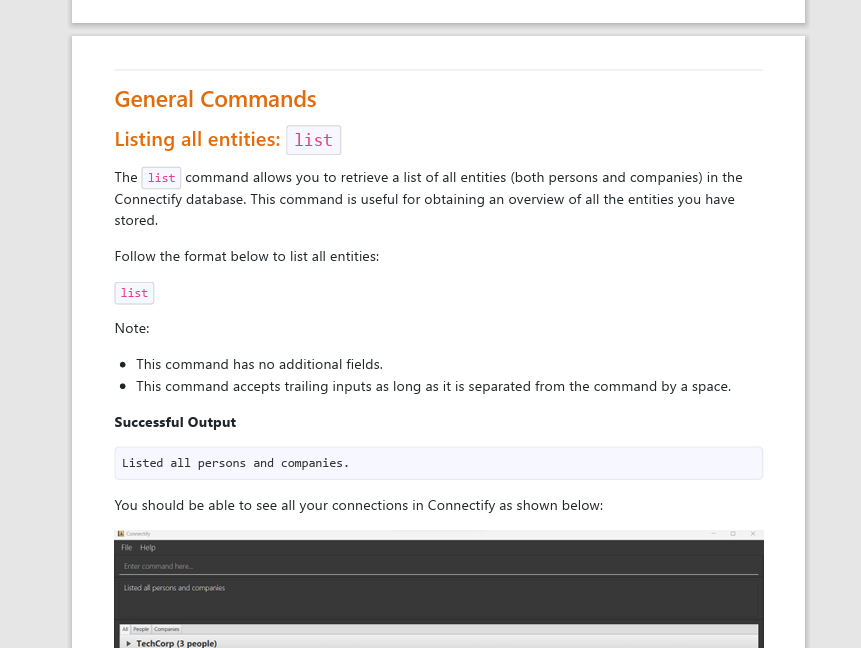 General Commands
Listing all entities: list
The list command allows you to retrieve a list of all entities (both persons and companies) in the
Connectify database. This command is useful for obtaining an overview of all the entities you have
stored.
Follow the format below to list all entities:
list
Note:
This command has no additional fields.
This command accepts trailing inputs as long as it is separated from the command by a space.
Successful Output
Listed all persons and companies.
You should be able to see all your connections in Connectify as shown below:
Connectify
File Help
Enter command here...
Listed all persons and companies
All People Companies
TechCorp (3 people)